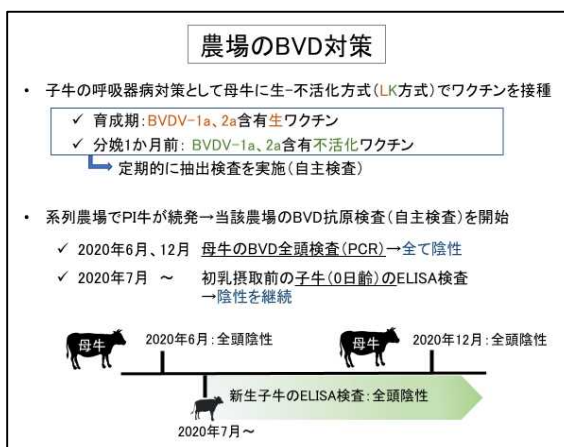 農場のBVD対策
• 子牛の呼吸器病対策として母牛に生-不活化方式(LK方式)でワクチンを接種
✓ 育成期:BVDV-1a、2a含有生ワクチン
✓ 分娩1か月前: BVDV-1a、2a含有不活化ワクチン
定期的に抽出検査を実施(自主検査)
• 系列農場でPI牛が続発→当該農場のBVD抗原検査(自主検査)を開始
✓ 2020年6月、12月 母牛のBVD全頭検査(PCR)→全て陰性
✓ 2020年7月 ~ 初乳摂取前の子牛(0日齢)のELISA検査
→陰性を継続
母牛 2020年6月:全頭陰性 母牛 2020年12月:全頭陰性
新生子牛のELISA検査:全頭陰性
2020年7月~